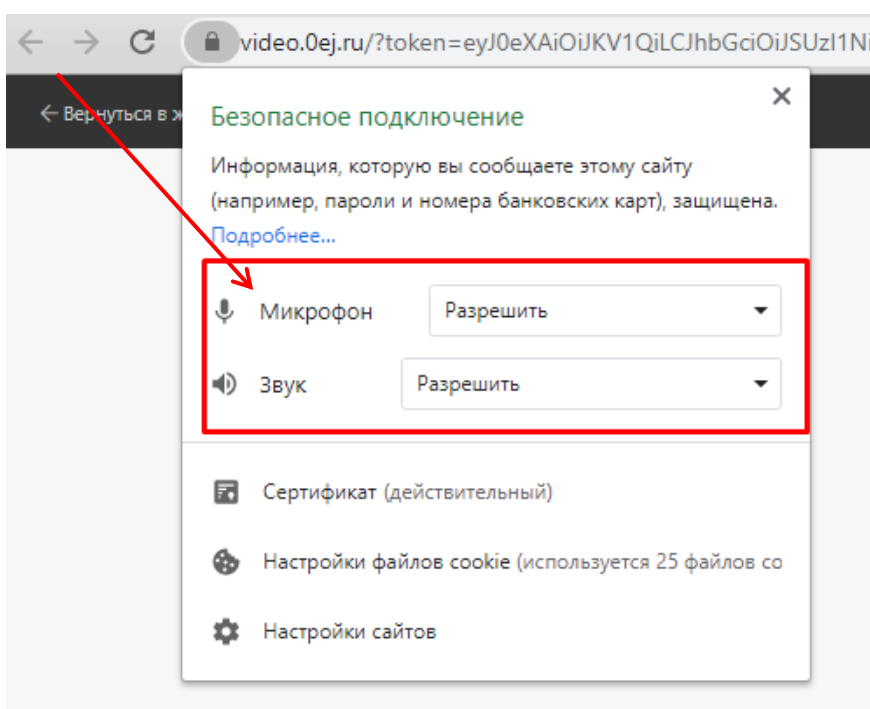 video.0ej.ru/?token=eyJ0eXAiOiJKV1QiLCJhbGciOiJSUzI1Ni
Вернуться в ж
Безопасное подключение
Информация, которую вы сообщаете этому сайту
(например, пароли и номера банковских карт), защищена.
Подробнее...
Микрофон Разрешить
Звук Разрешить
Сертификат (действительный)
Настройки файлов cookie (используется 25 файлов co
Настройки сайтов